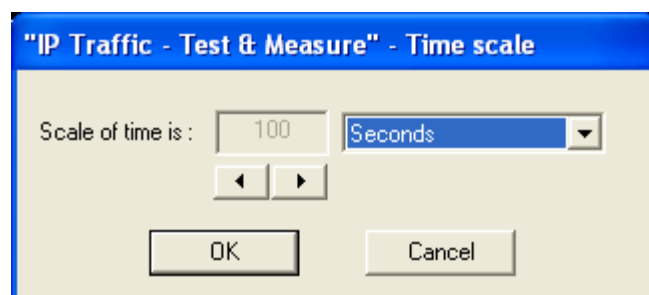 "IP Traffic - Test & Measure" - Time scale
Scale of time is : 100 Seconds
OK Cancel